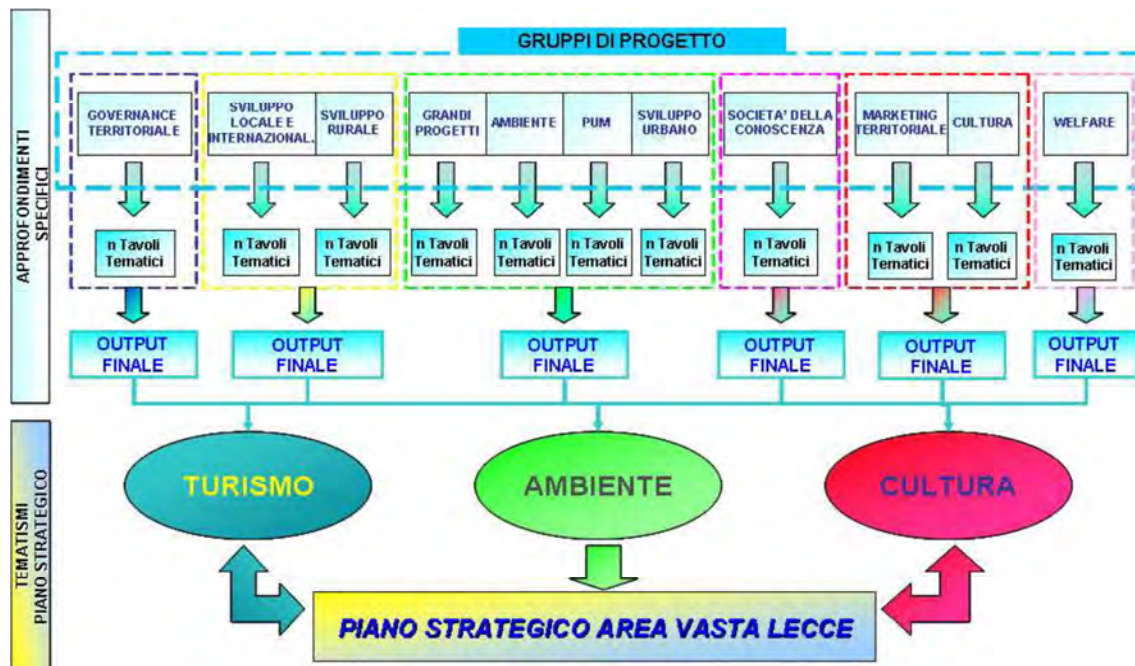 GRUPPI DI PROGETTO
APPROFONDIMENTI
SPECIFICI
GOVERNANCE
TERRITORIALE
SVILUPPO
LOCALE E
INTERNAZIONAL.
SVILUPPO
RURALE
GRANDI
PROGETTI
AMBIENTE
PUM
SVILUPPO
URBANO
SOCIETA' DELLA
CONOSCENZA
MARKETING
TERRITORIALE
CULTURA
WELFARE
n Tavoli
Tematici
n Tavoli
Tematici
n Tavoli
Tematici
n Tavoli
Tematici
n Tavoli
Tematici
n Tavoli
Tematici
n Tavoli
Tematici
n Tavoli
Tematici
n Tavoli
Tematici
n Tavoli
Tematici
n Tavoli
Tematici
OUTPUT
FINALE
OUTPUT
FINALE
OUTPUT
FINALE
OUTPUT
FINALE
OUTPUT
FINALE
OUTPUT
FINALE
TEMATISMI
PIANO STRATEGICO
TURISMO
AMBIENTE
CULTURA
PIANO STRATEGICO AREA VASTA LECCE